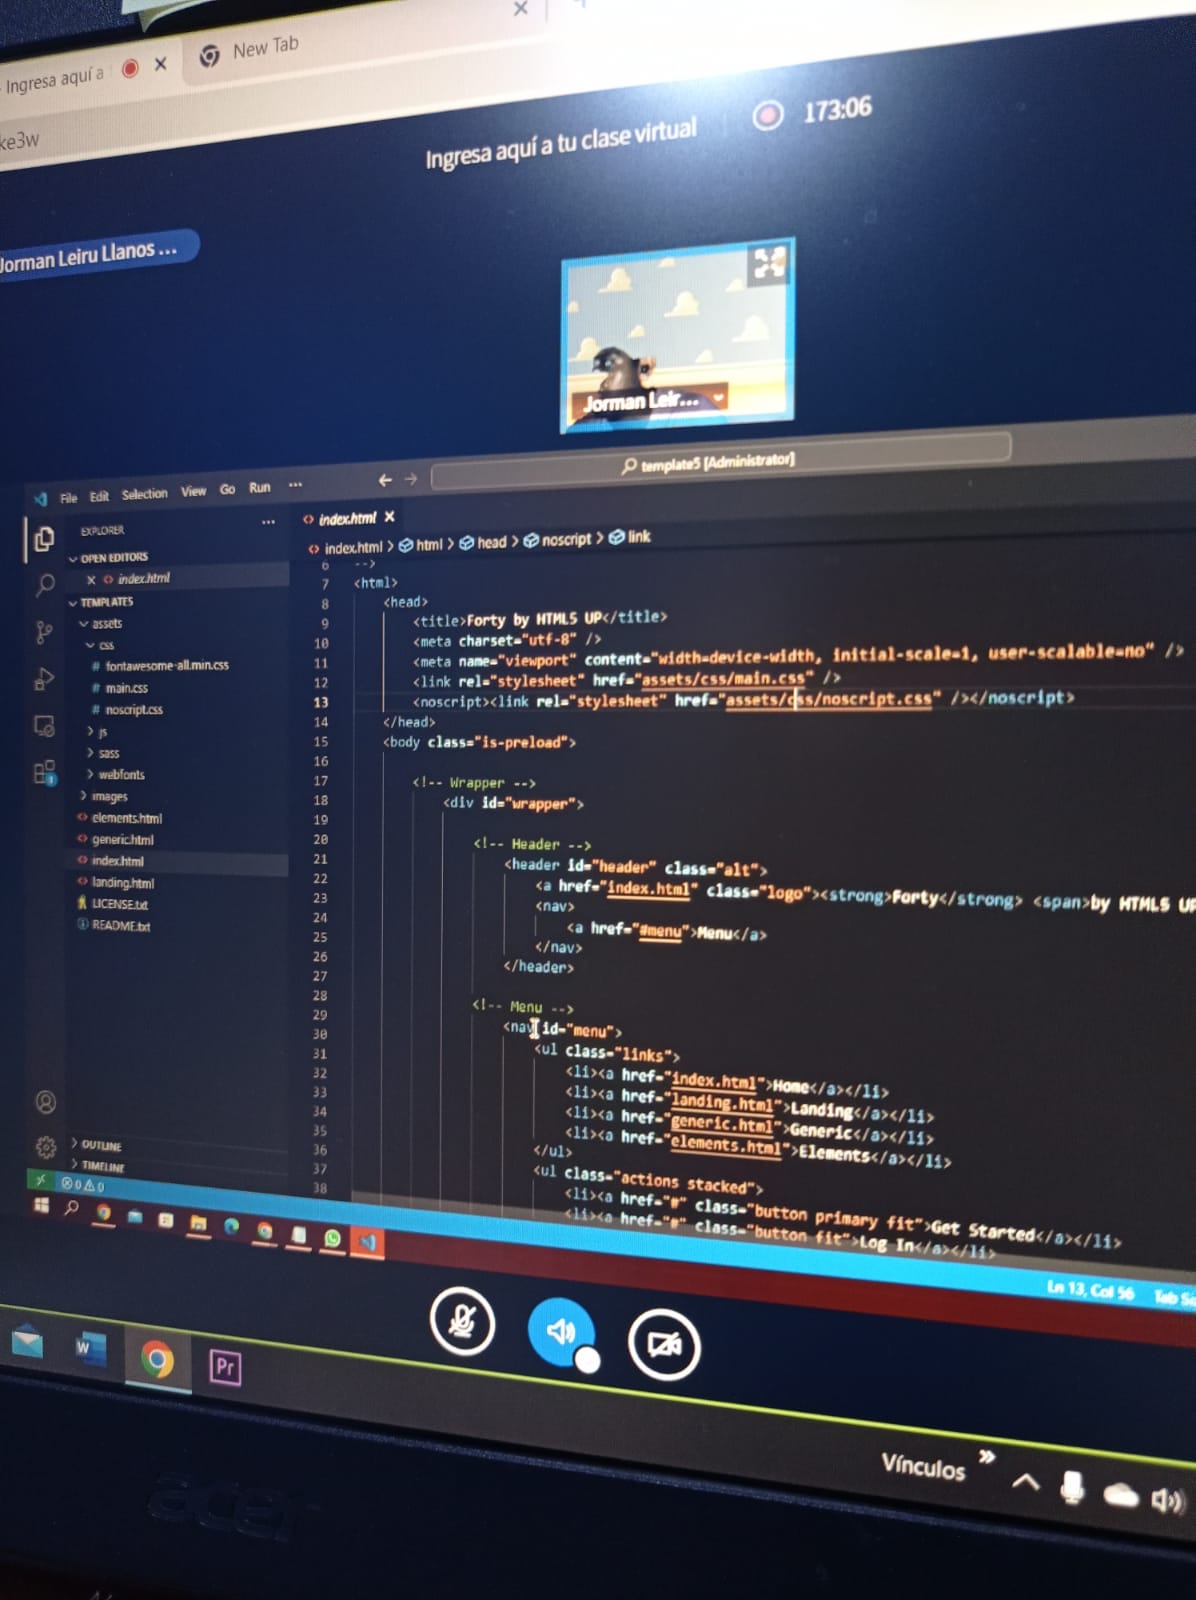 Ingresa aquí a
New Tab
ke3w
Ingresa aquí a tu clase virtual
173:06
Jorman Leiru Llanos ...
Jorman Leir...
File Edit Selection View Go Run ...
template5 [Administrator]
EXPLORER ...
OPEN EDITORS
index.html
TEMPLATES
assets
css
fontawesome-all.min.css
main.css
noscript.css
js
sass
webfonts
images
elements.html
generic.html
index.html
landing.html
LICENSE.txt
README.txt
OUTLINE
TIMELINE
index.html
index.html > html > head > noscript > link
6 -->
7 <html>
8 <head>
9 <title>Forty by HTML5 UP</title>
10 <meta charset="utf-8" />
11 <meta name="viewport" content="width=device-width, initial-scale=1, user-scalable=no" />
12 <link rel="stylesheet" href="assets/css/main.css" />
13 <noscript><link rel="stylesheet" href="assets/css/noscript.css" /></noscript>
14 </head>
15 <body class="is-preload">
16
17 <!-- Wrapper -->
18 <div id="wrapper">
19
20 <!-- Header -->
21 <header id="header" class="alt">
22 <a href="index.html" class="logo"><strong>Forty</strong> <span>by HTML5 UP
23 <nav>
24 <a href="#menu">Menu</a>
25 </nav>
26 </header>
27
28 <!-- Menu -->
29 <nav id="menu">
30 <ul class="links">
31 <li><a href="index.html">Home</a></li>
32 <li><a href="landing.html">Landing</a></li>
33 <li><a href="generic.html">Generic</a></li>
34 <li><a href="elements.html">Elements</a></li>
35 </ul>
36 <ul class="actions stacked">
37 <li><a href="#" class="button primary fit">Get Started</a></li>
38 <li><a href="#" class="button fit">Log In</a></li>
0 0
Ln 13, Col 56
W
Pr
Vínculos
acer